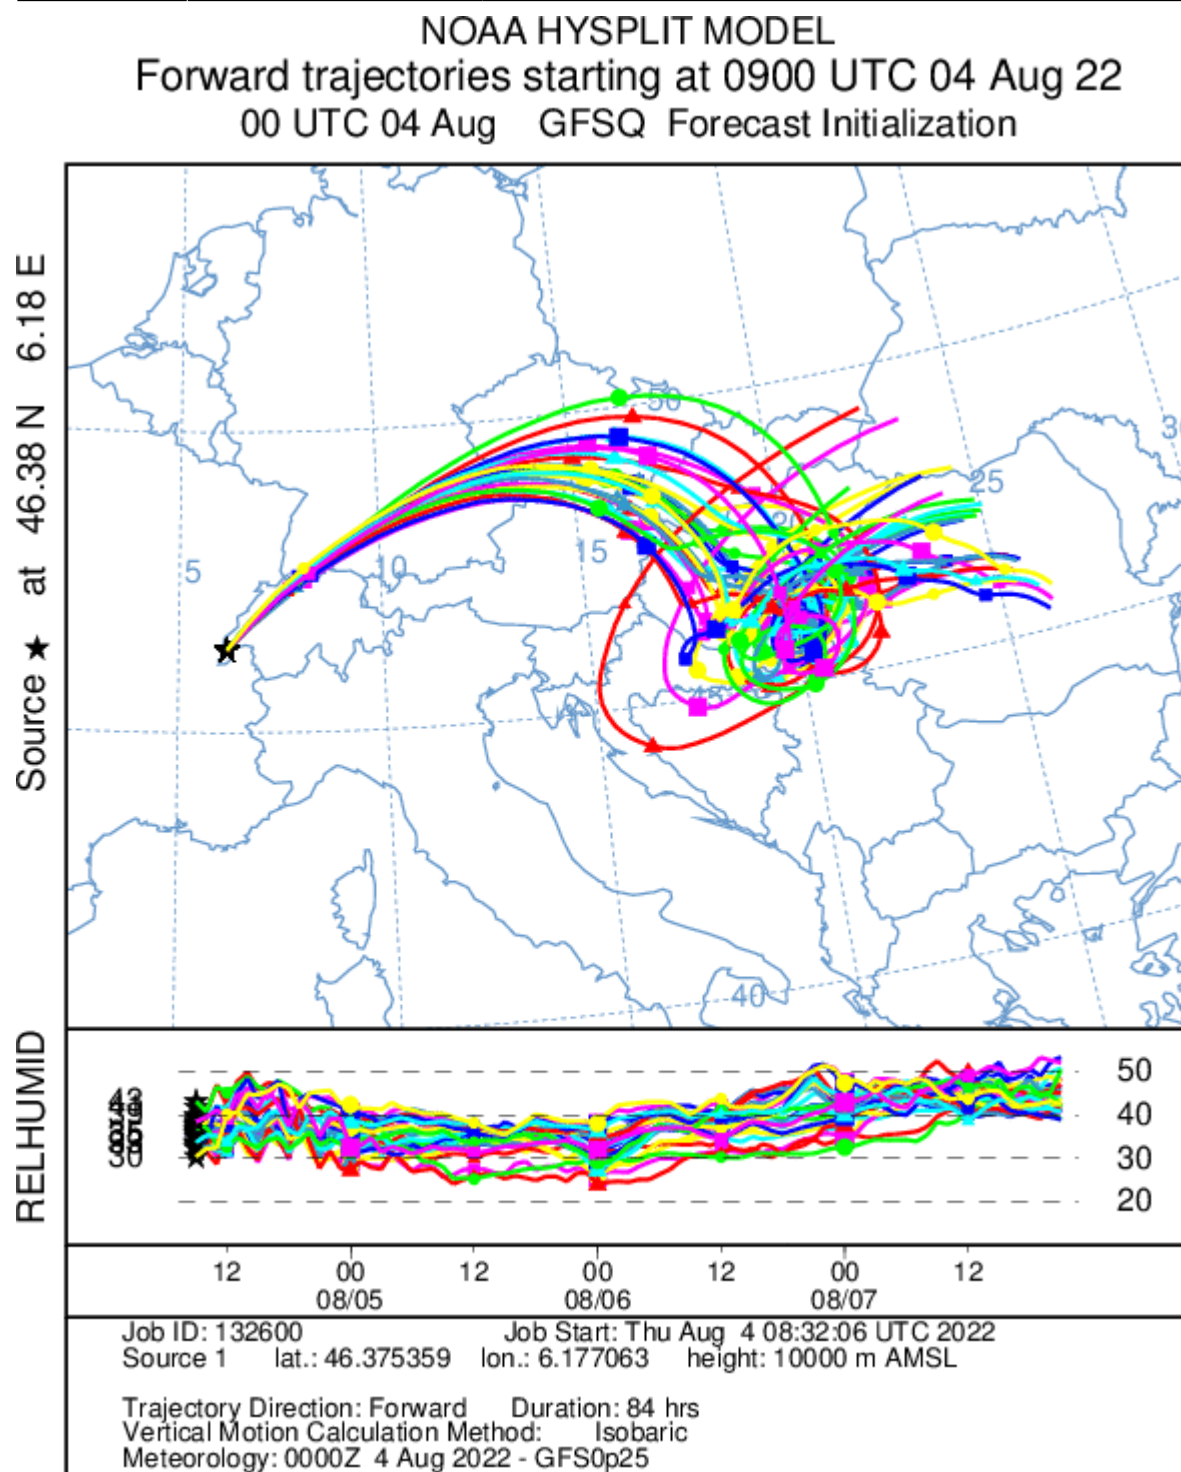 NOAA HYSPLIT MODEL
Forward trajectories starting at 0900 UTC 04 Aug 22
00 UTC 04 Aug GFSQ Forecast Initialization
Source ★ at 46.38 N 6.18 E
50
30
25
20
5
10
15
45
40
RELHUMID
43
30
50
40
30
20
12 00 12 00 12 00 12
08/05 08/06 08/07
Job ID: 132600 Job Start: Thu Aug 4 08:32:06 UTC 2022
Source 1 lat.: 46.375359 lon.: 6.177063 height: 10000 m AMSL
Trajectory Direction: Forward Duration: 84 hrs
Vertical Motion Calculation Method: Isobaric
Meteorology: 0000Z 4 Aug 2022 - GFS0p25